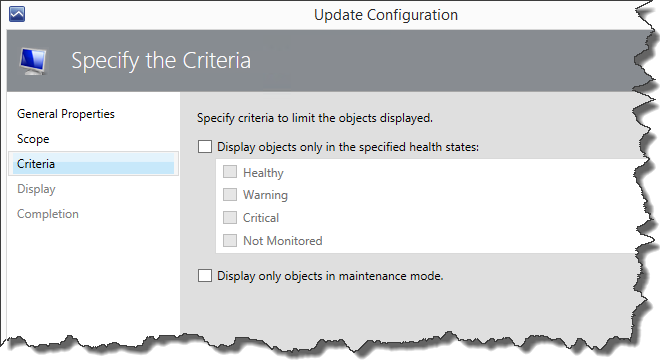 Update Configuration
Specify the Criteria
General Properties
Scope
Criteria
Display
Completion
Specify criteria to limit the objects displayed.
Display objects only in the specified health states:
Healthy
Warning
Critical
Not Monitored
Display only objects in maintenance mode.